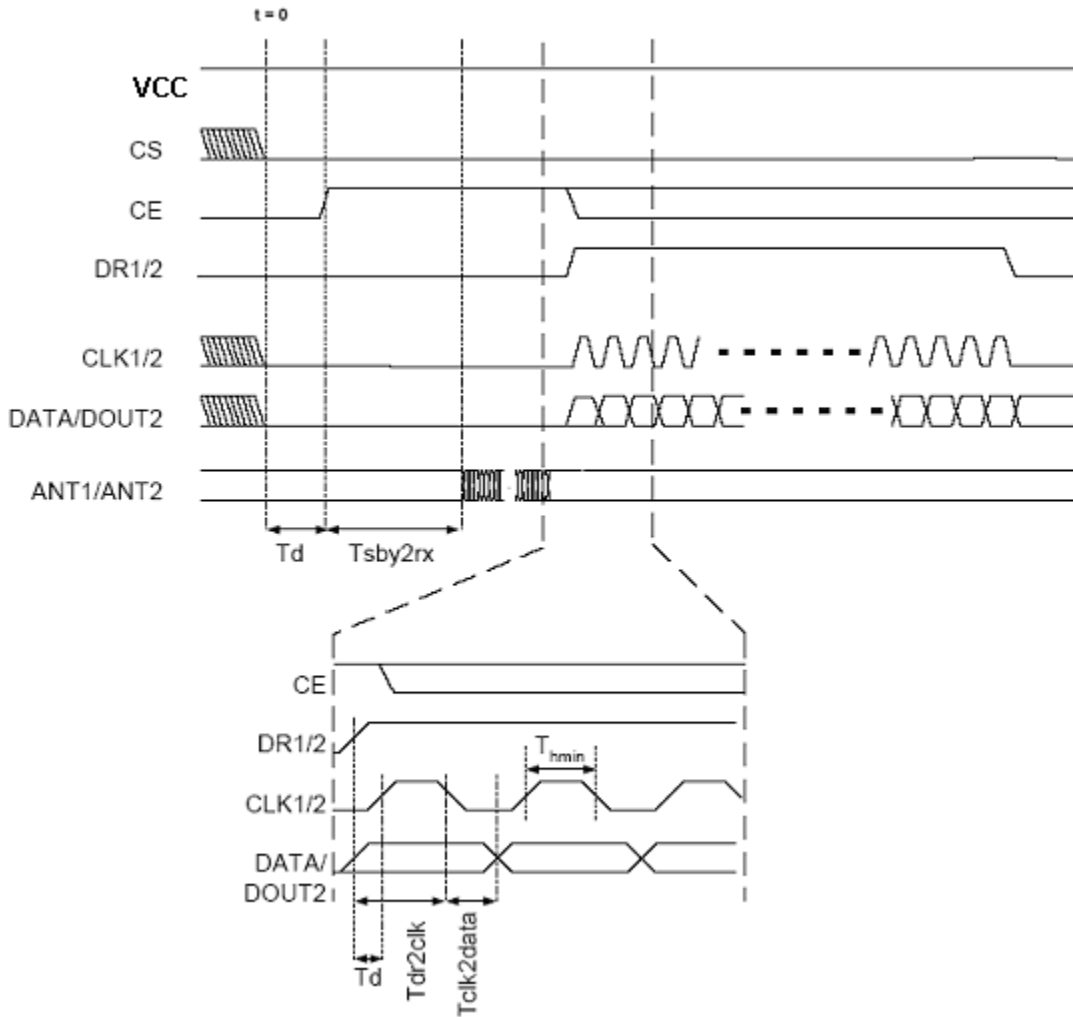 t = 0
VCC
CS
CE
DR1/2
CLK1/2
DATA/DOUT2
ANT1/ANT2
Td
Tsby2rx
CE
DR1/2
Thmin
CLK1/2
DATA/
DOUT2
Td
Tdr2clk
Tclk2data